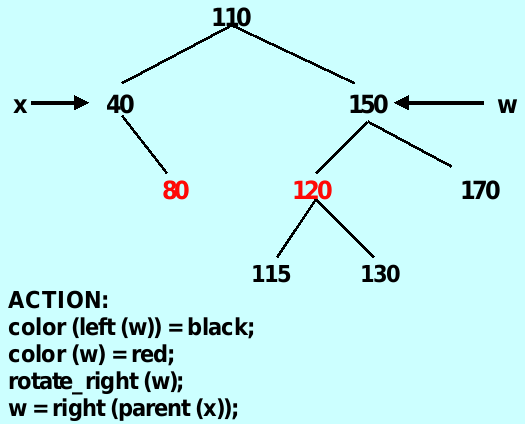 110
x 40 150 w
80 120 170
115 130
ACTION:
color (left (w)) = black;
color (w) = red;
rotate_right (w);
w = right (parent (x));